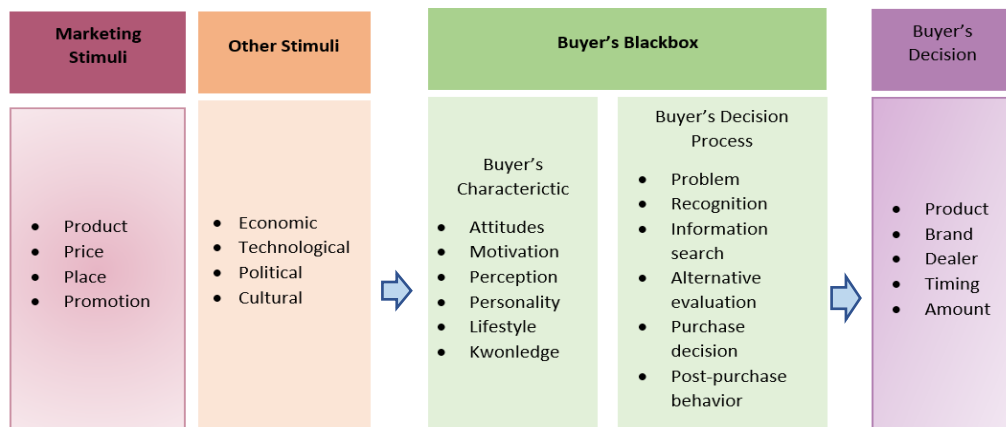 Marketing
Stimuli
Product
Price
Place
Promotion
Other Stimuli
Economic
Technological
Political
Cultural
Buyer's Blackbox
Buyer's
Characterictic
Attitudes
Motivation
Perception
Personality
Lifestyle
Kwonledge
Buyer's Decision
Process
Problem
Recognition
Information
search
Alternative
evaluation
Purchase
decision
Post-purchase
behavior
Buyer's
Decision
Product
Brand
Dealer
Timing
Amount